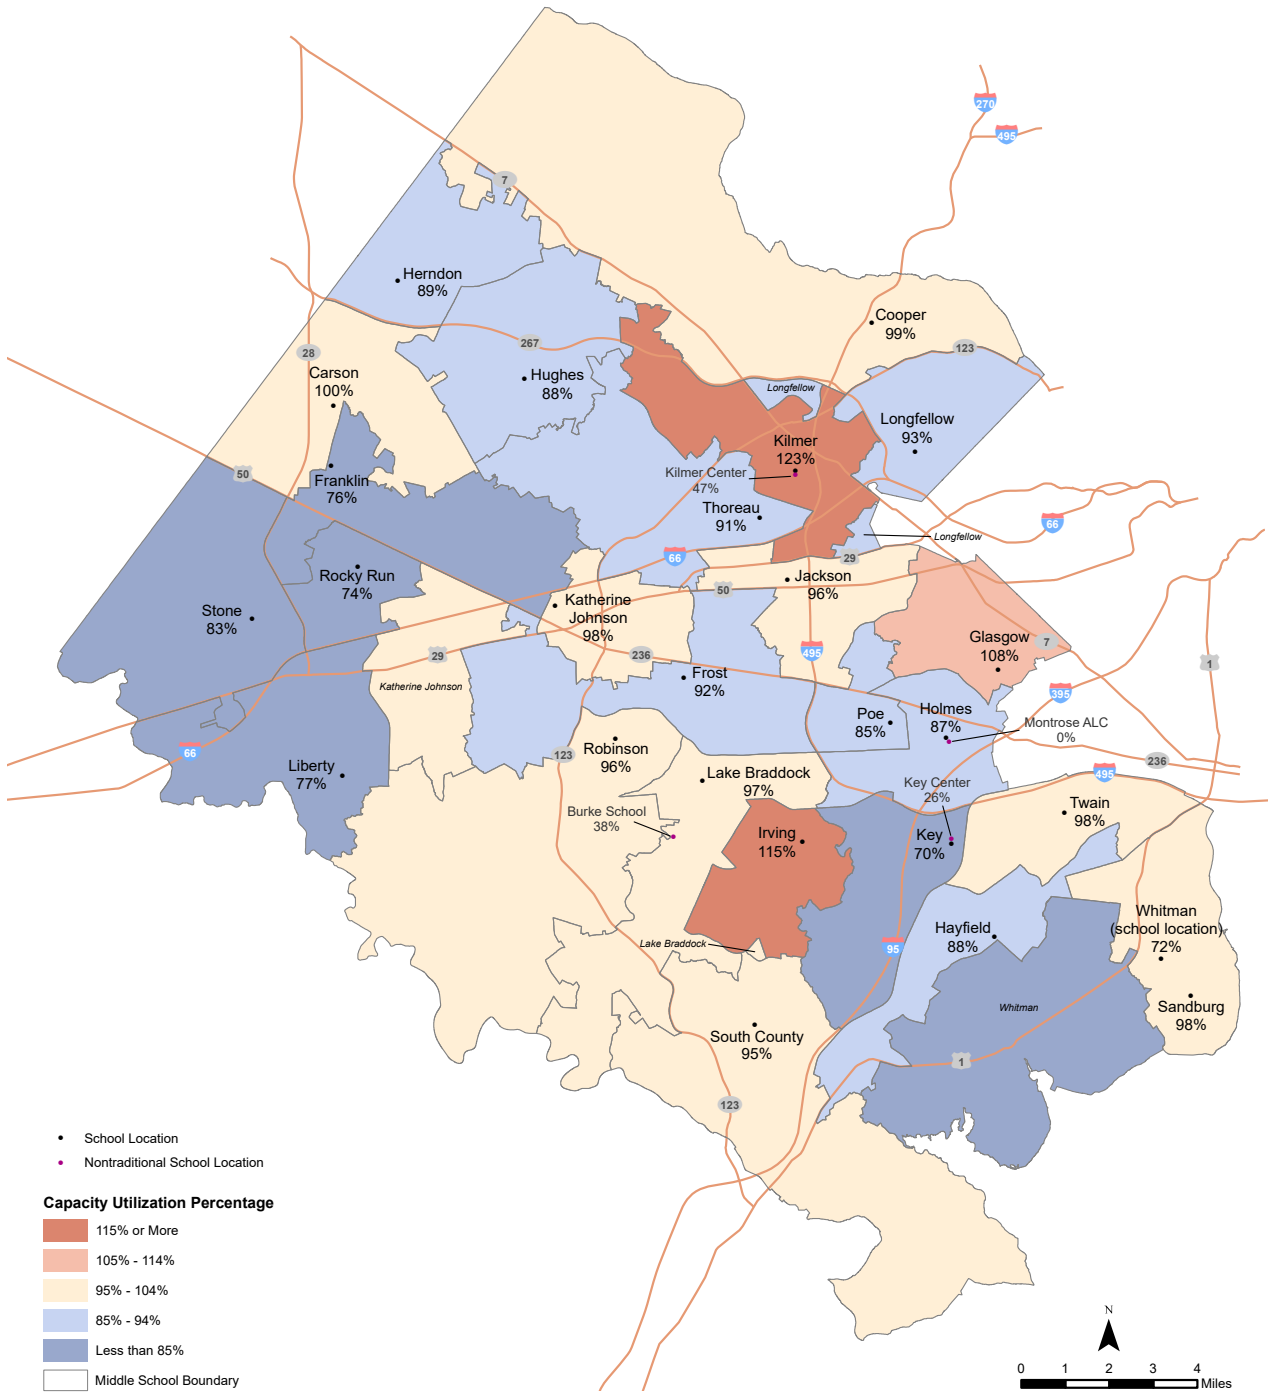 270
495
7
Herndon
89%
Cooper
99%
267
123
28
Carson
100%
Hughes
88%
Longfellow
Longfellow
93%
Kilmer
123%
Kilmer Center
47%
50
Franklin
76%
Thoreau
91%
66
Longfellow
66
29
Rocky Run
74%
Jackson
96%
50
Katherine
Johnson
98%
Stone
83%
Glasgow
108%
7
495
236
29
1
Katherine Johnson
Frost
92%
395
Poe
85%
Holmes
87%
Montrose ALC
0%
66
Robinson
96%
123
236
Liberty
77%
Lake Braddock
97%
495
Key Center
26%
Burke School
38%
Twain
98%
Irving
115%
Key
70%
Whitman
(school location)
72%
Hayfield
88%
Lake Braddock
95
Whitman
Sandburg
98%
South County
95%
1
123
School Location
Nontraditional School Location
Capacity Utilization Percentage
115% or More
105% - 114%
95% - 104%
85% - 94%
Less than 85%
Middle School Boundary
N
0 1 2 3 4
Miles